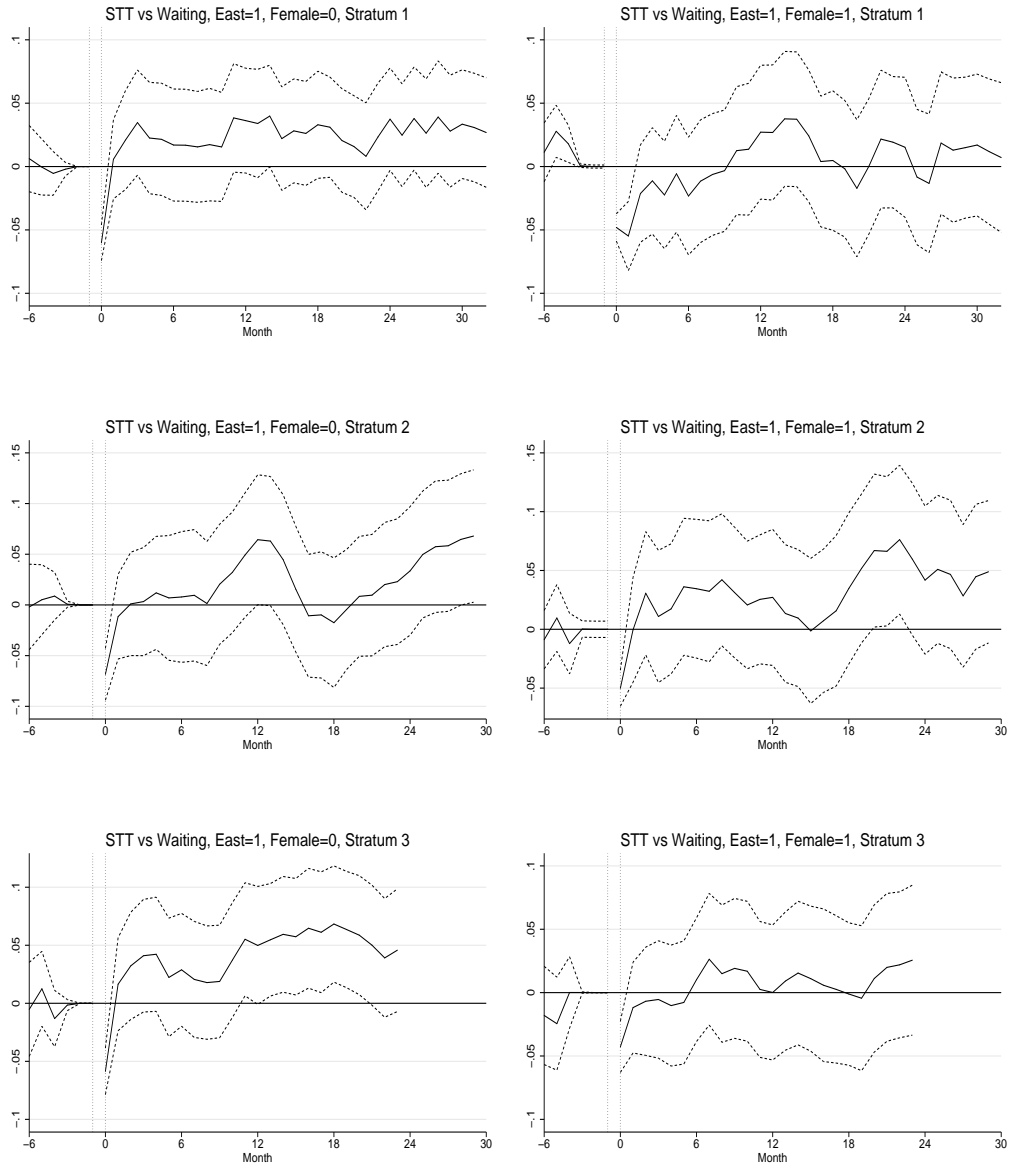 STT vs Waiting, East=1, Female=0, Stratum 1
.1
.05
0
−.05
−.1
−6 0 6 12 18 24 30
Month
STT vs Waiting, East=1, Female=1, Stratum 1
.1
.05
0
−.05
−.1
−6 0 6 12 18 24 30
Month
STT vs Waiting, East=1, Female=0, Stratum 2
.15
.1
.05
0
−.05
−.1
−6 0 6 12 18 24 30
Month
STT vs Waiting, East=1, Female=1, Stratum 2
.15
.1
.05
0
−.05
−6 0 6 12 18 24 30
Month
STT vs Waiting, East=1, Female=0, Stratum 3
.1
.05
0
−.05
−.1
−6 0 6 12 18 24 30
Month
STT vs Waiting, East=1, Female=1, Stratum 3
.1
.05
0
−.05
−.1
−6 0 6 12 18 24 30
Month